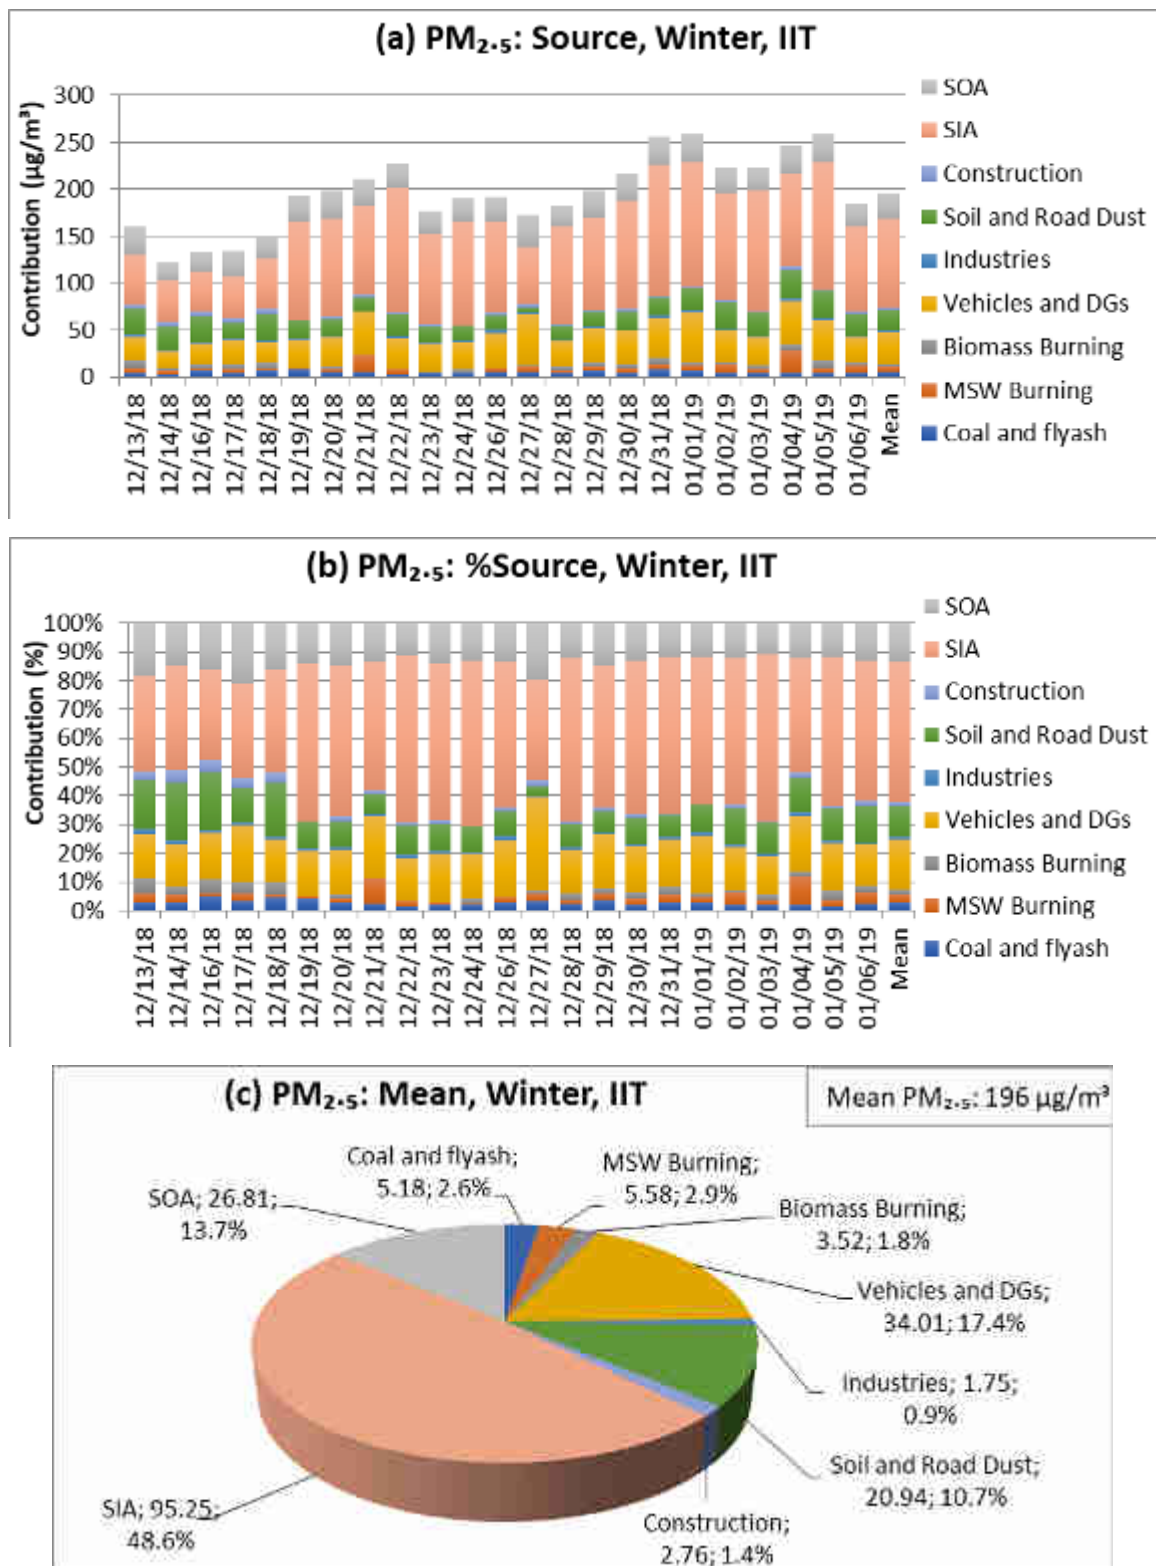 (a) PM₂.₅: Source, Winter, IIT
Contribution (µg/m³)
300
250
200
150
100
50
0
12/13/18
12/14/18
12/16/18
12/17/18
12/18/18
12/19/18
12/20/18
12/21/18
12/22/18
12/23/18
12/24/18
12/26/18
12/27/18
12/28/18
12/29/18
12/30/18
12/31/18
01/01/19
01/02/19
01/03/19
01/04/19
01/05/19
01/06/19
Mean
SOA
SIA
Construction
Soil and Road Dust
Industries
Vehicles and DGs
Biomass Burning
MSW Burning
Coal and flyash
(b) PM₂.₅: %Source, Winter, IIT
Contribution (%)
100%
90%
80%
70%
60%
50%
40%
30%
20%
10%
0%
12/13/18
12/14/18
12/16/18
12/17/18
12/18/18
12/19/18
12/20/18
12/21/18
12/22/18
12/23/18
12/24/18
12/26/18
12/27/18
12/28/18
12/29/18
12/30/18
12/31/18
01/01/19
01/02/19
01/03/19
01/04/19
01/05/19
01/06/19
Mean
SOA
SIA
Construction
Soil and Road Dust
Industries
Vehicles and DGs
Biomass Burning
MSW Burning
Coal and flyash
(c) PM₂.₅: Mean, Winter, IIT
Mean PM₂.₅: 196 µg/m³
Coal and flyash;
5.18; 2.6%
MSW Burning;
5.58; 2.9%
Biomass Burning;
3.52; 1.8%
Vehicles and DGs;
34.01; 17.4%
Industries; 1.75;
0.9%
Soil and Road Dust;
20.94; 10.7%
Construction;
2.76; 1.4%
SIA; 95.25;
48.6%
SOA; 26.81;
13.7%